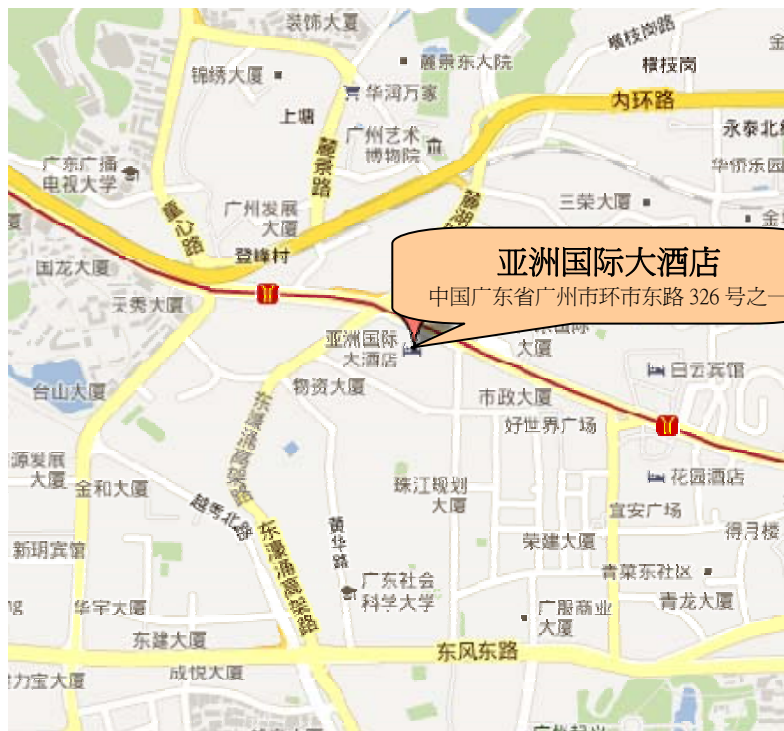 装饰大厦
横枝岗路
麓景东大院
横枝岗
锦绣大厦
华润万家
内环路
上塘
永泰北
广州艺术
博物院
麓景路
华侨乐园
广东广播
电视大学
三荣大厦
广州发展
大厦
童心路
麓湖
登峰村
国龙大厦
亚洲国际大酒店
中国广东省广州市环市东路 326 号之一
天秀大厦
亚洲国际
大酒店
国际
大厦
白云宾馆
物资大厦
台山大厦
市政大厦
好世界广场
东濠涌高架路
源发展
大厦
花园酒店
金和大厦
珠江规划
大厦
越秀北路
宜安广场
黄华路
得月楼
荣建大厦
新玥宾馆
东濠涌高架路
青菜东社区
广东社会
科学大学
华宇大厦
青龙大厦
广服商业
大厦
东建大厦
东风东路
成悦大厦
力宝大厦